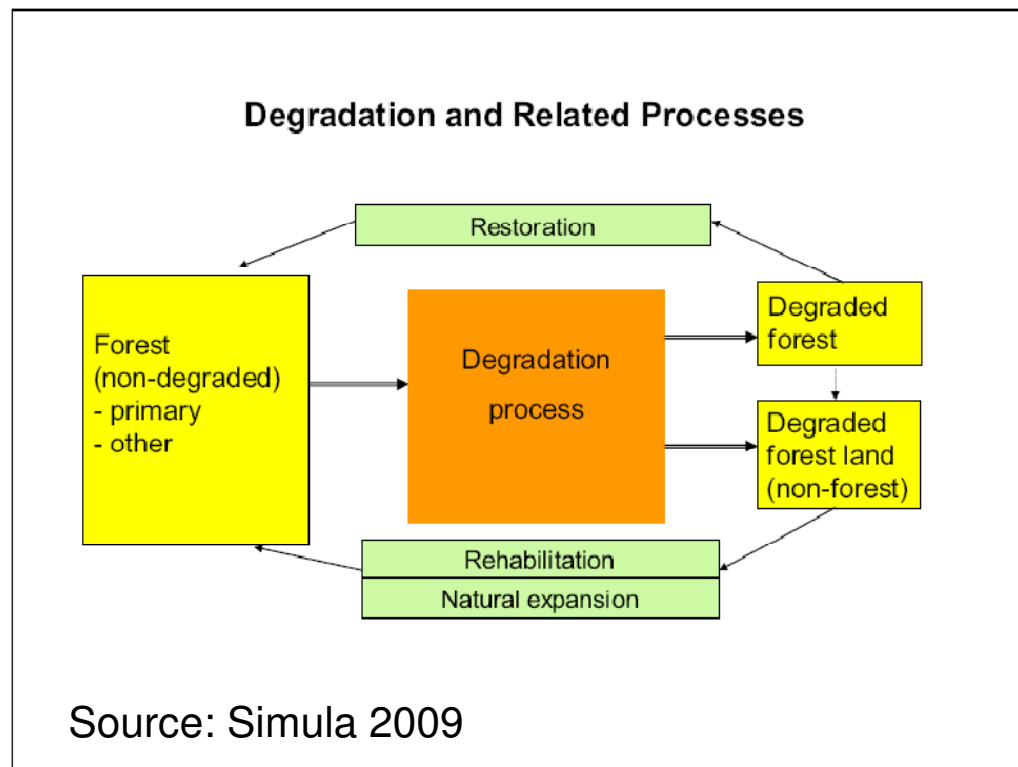 Degradation and Related Processes
Restoration
Forest
(non-degraded)
- primary
- other
Degradation
process
Degraded
forest
Degraded
forest land
(non-forest)
Rehabilitation
Natural expansion
Source: Simula 2009